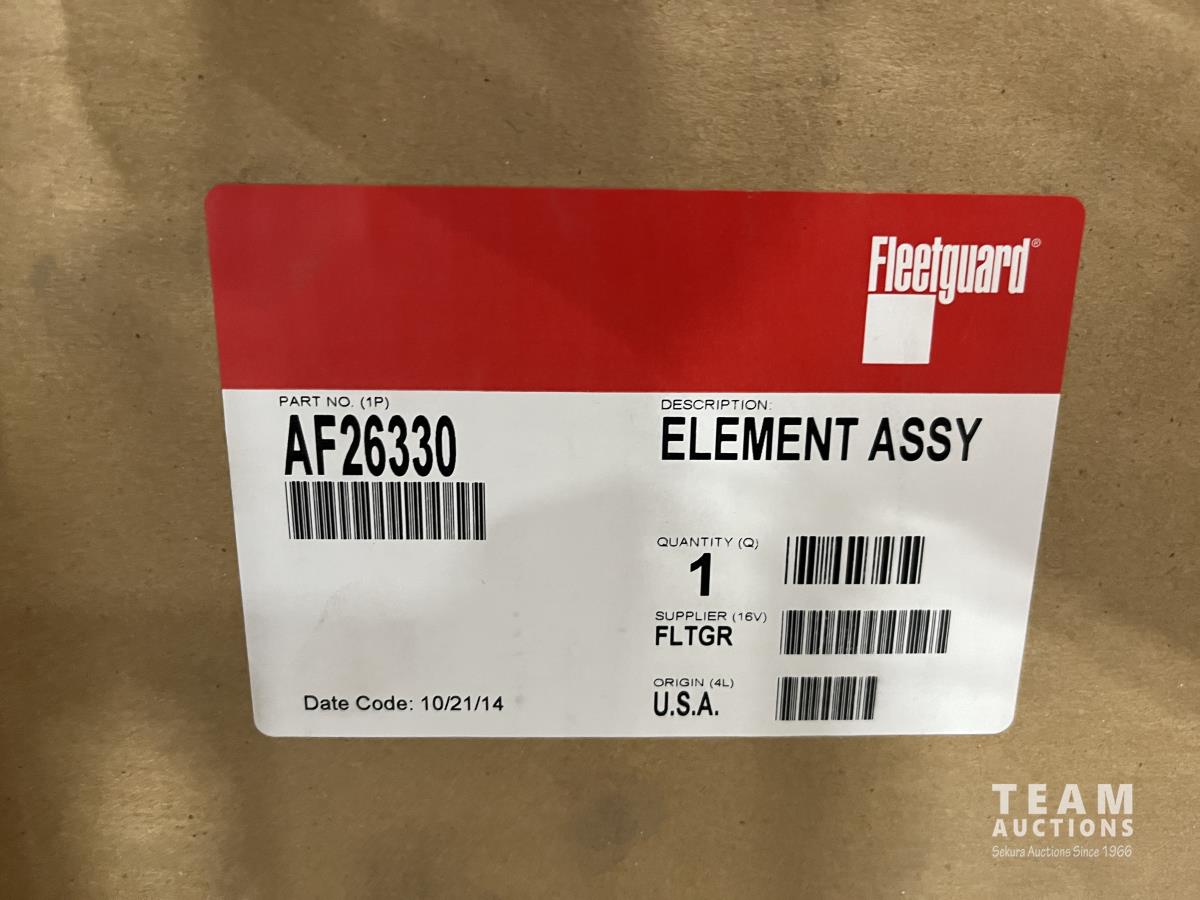 Fleetguard®
PART NO. (1P)
AF26330
DESCRIPTION:
ELEMENT ASSY
QUANTITY (Q)
1
SUPPLIER (16V)
FLTGR
ORIGIN (4L)
U.S.A.
Date Code: 10/21/14
TEAM
AUCTIONS
Sekura Auctions Since 1966